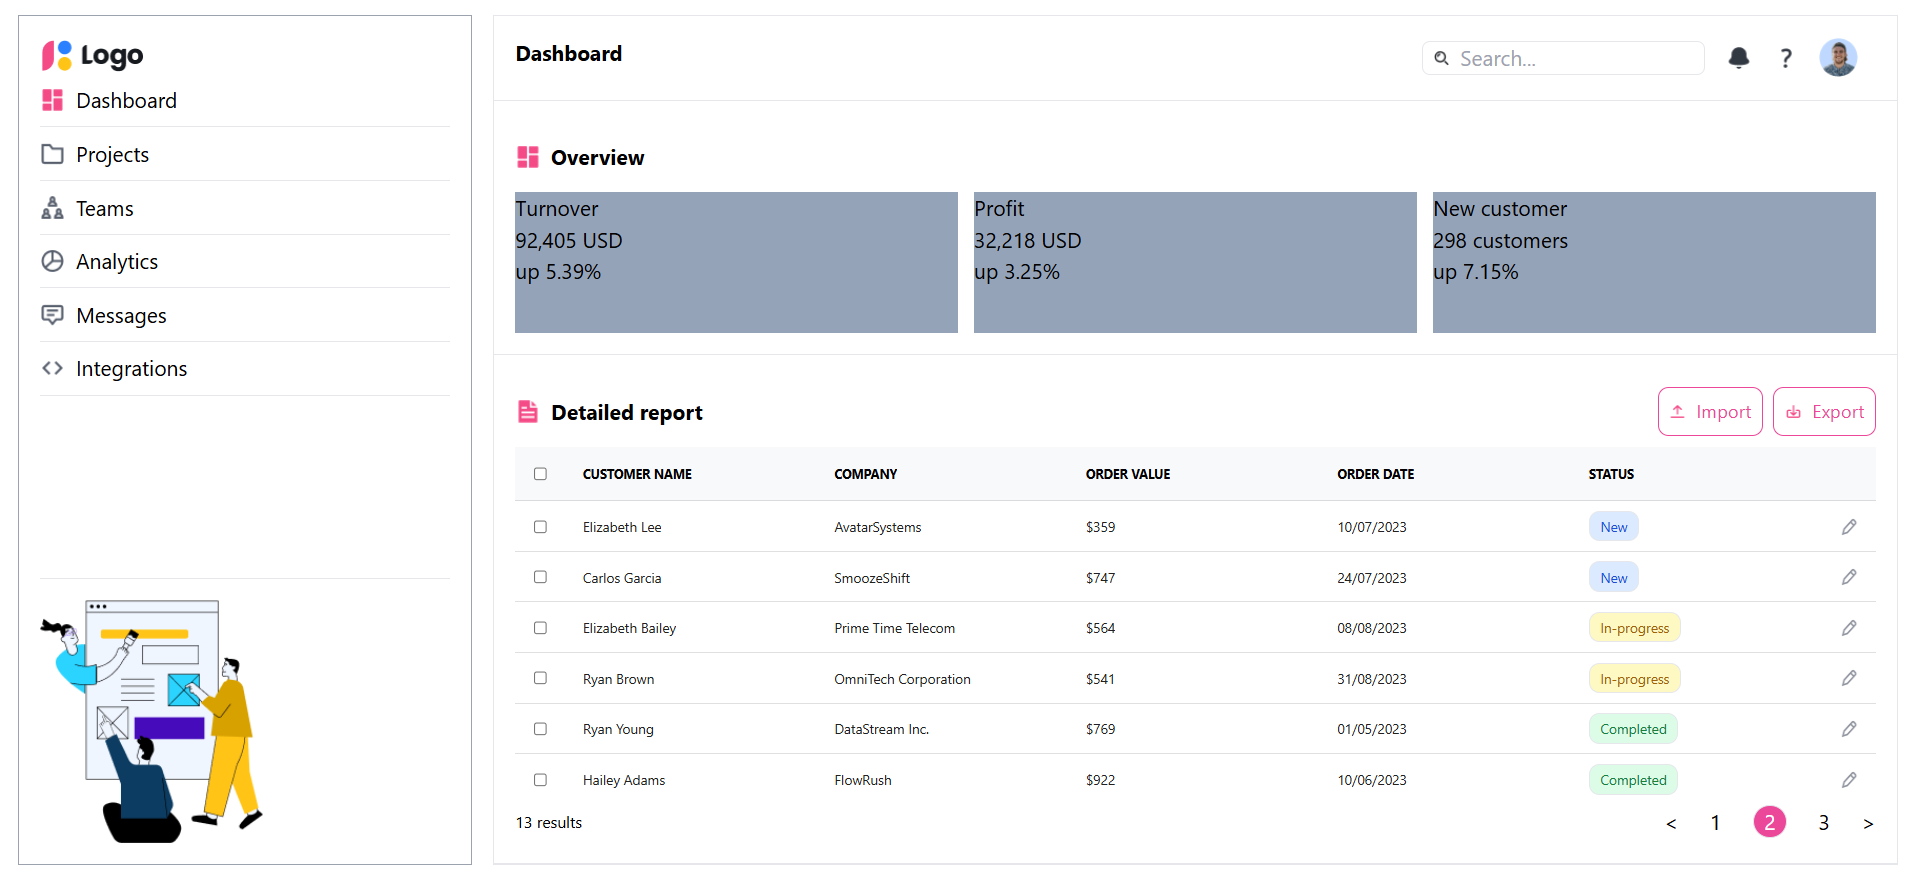 Logo
Dashboard
Projects
Teams
Analytics
Messages
Integrations
Dashboard
Search...
?
Overview
Turnover
92,405 USD
up 5.39%
Profit
32,218 USD
up 3.25%
New customer
298 customers
up 7.15%
Detailed report
Import
Export
CUSTOMER NAME COMPANY ORDER VALUE ORDER DATE STATUS
Elizabeth Lee AvatarSystems $359 10/07/2023 New
Carlos Garcia SmoozeShift $747 24/07/2023 New
Elizabeth Bailey Prime Time Telecom $564 08/08/2023 In-progress
Ryan Brown OmniTech Corporation $541 31/08/2023 In-progress
Ryan Young DataStream Inc. $769 01/05/2023 Completed
Hailey Adams FlowRush $922 10/06/2023 Completed
13 results
< 1 2 3 >